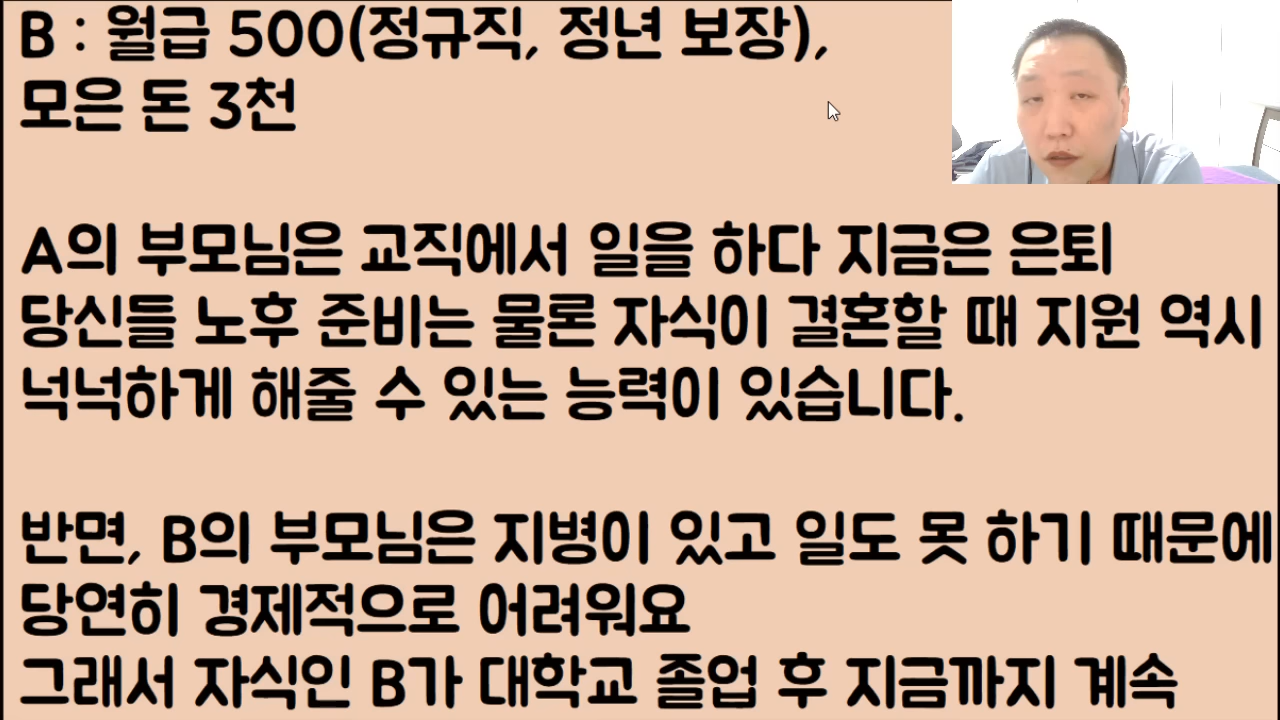 B : 월급 500(정규직, 정년 보장),
모은 돈 3천
A의 부모님은 교직에서 일을 하다 지금은 은퇴
당신들 노후 준비는 물론 자식이 결혼할 때 지원 역시
넉넉하게 해줄 수 있는 능력이 있습니다.
반면, B의 부모님은 지병이 있고 일도 못 하기 때문에
당연히 경제적으로 어려워요
그래서 자식인 B가 대학교 졸업 후 지금까지 계속